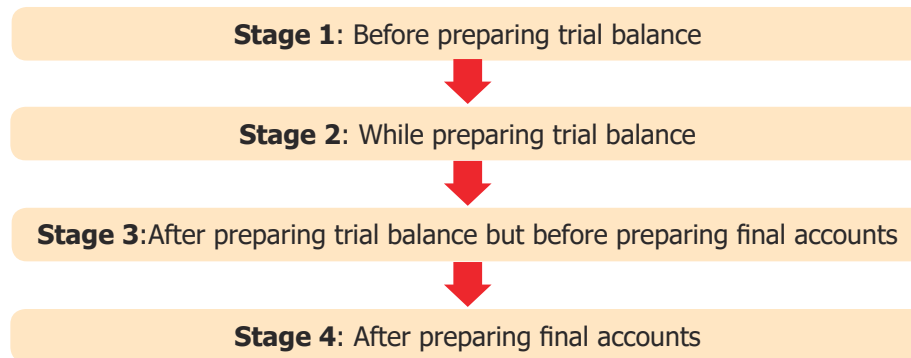 Stage 1: Before preparing trial balance
Stage 2: While preparing trial balance
Stage 3:After preparing trial balance but before preparing final accounts
Stage 4: After preparing final accounts